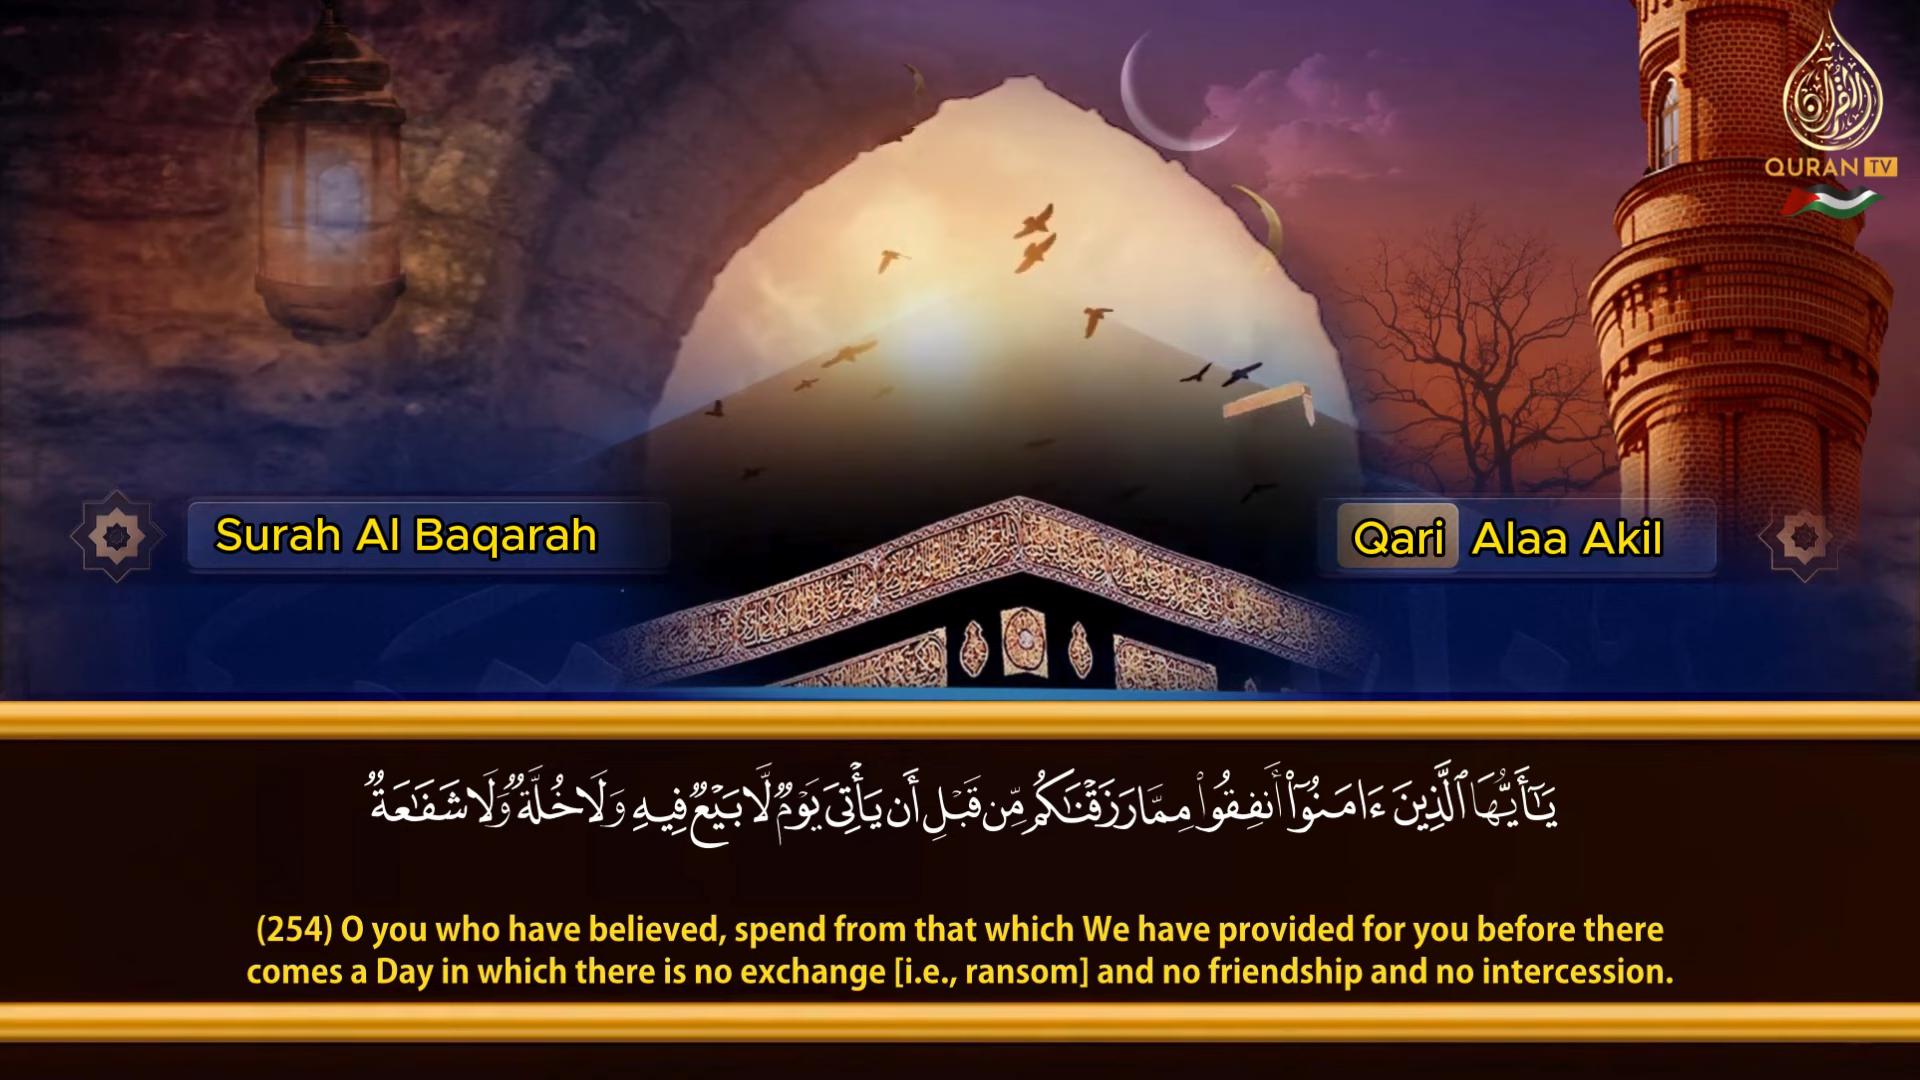 القرآن
QURAN TV
Surah Al Baqarah
Qari Alaa Akil
يَـٰٓأَيُّهَا ٱلَّذِينَ ءَامَنُوٓا۟ أَنفِقُوا۟ مِمَّا رَزَقْنَـٰكُم مِّن قَبْلِ أَن يَأْتِىَ يَوْمٌ لَّا بَيْعٌ فِيهِ وَلَا خُلَّةٌ وَلَا شَفَـٰعَةٌ
(254) O you who have believed, spend from that which We have provided for you before there
comes a Day in which there is no exchange [i.e., ransom] and no friendship and no intercession.